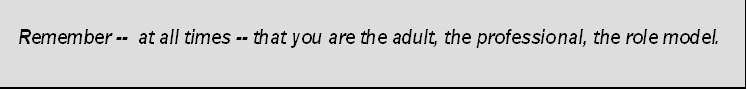 Remember -- at all times -- that you are the adult, the professional, the role model.